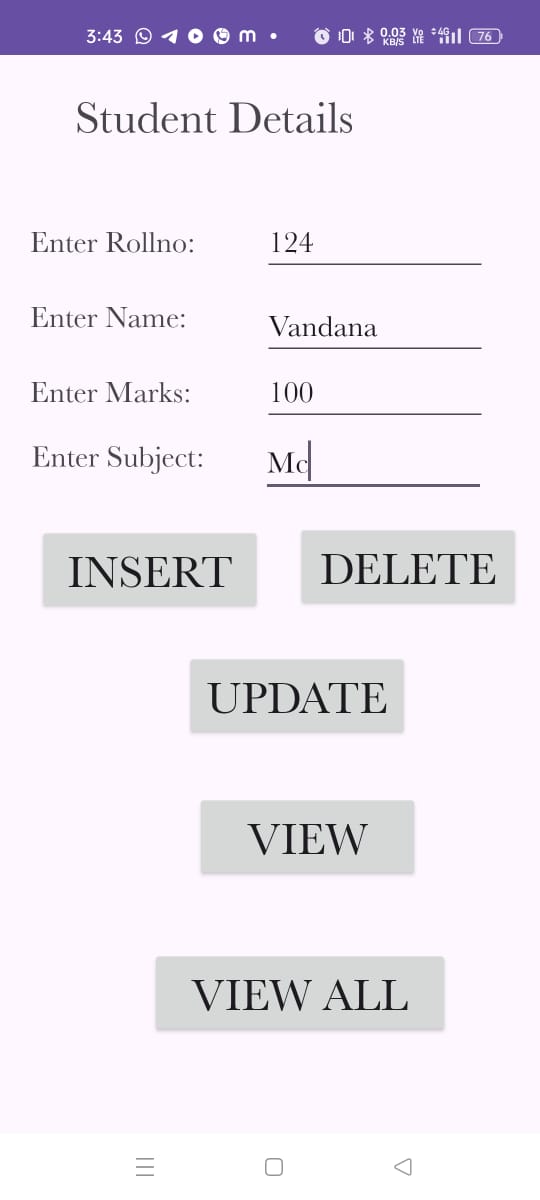 3:43 m 0.03 KB/S Vo LTE 4G 76
Student Details
Enter Rollno: 124
Enter Name: Vandana
Enter Marks: 100
Enter Subject: Mc
INSERT DELETE
UPDATE
VIEW
VIEW ALL